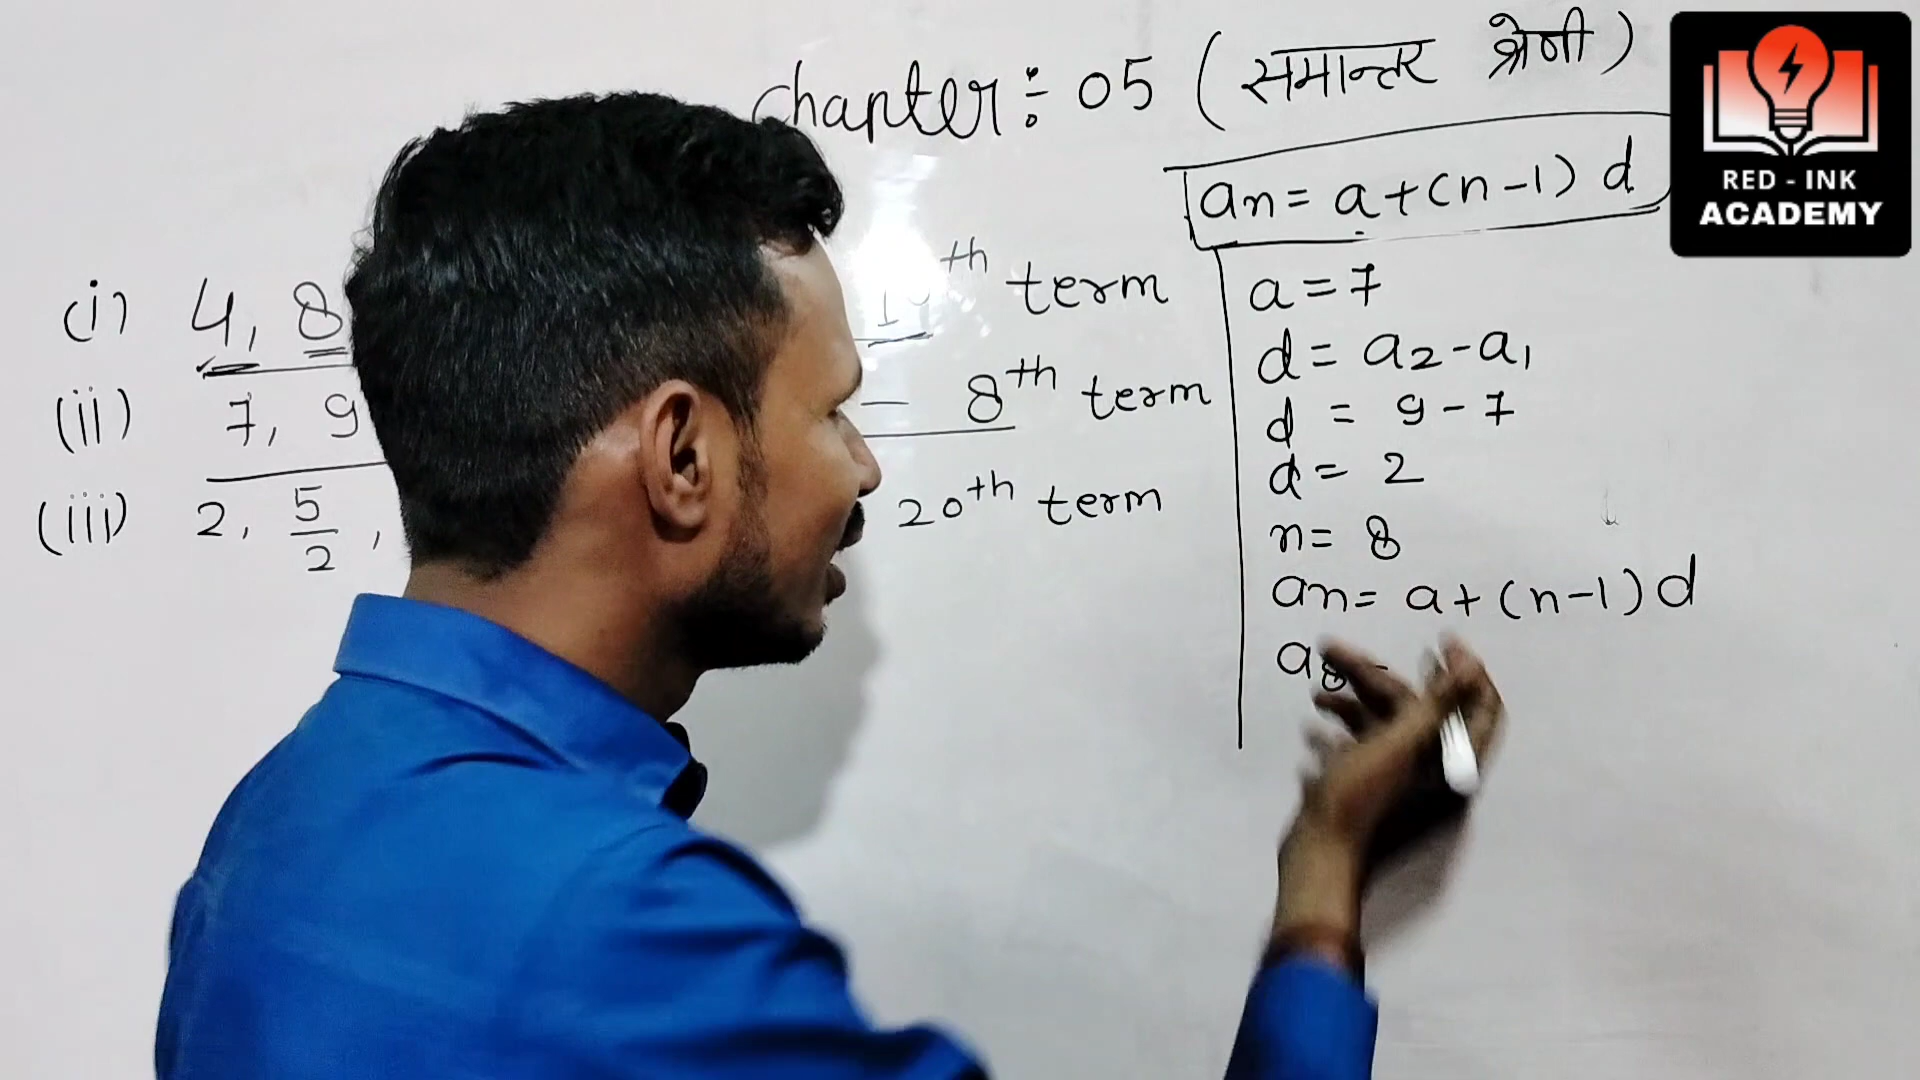 Chapter:- 05 (समान्तर श्रेणी)
an = a+(n-1) d
(i) 4, 8 th term
(ii) 7, 9 - 8th term
(iii) 2, 5/2, 20th term
a = 7
d = a2 - a1
d = 9 - 7
d = 2
n = 8
an = a + (n-1) d
a8
RED - INK
ACADEMY